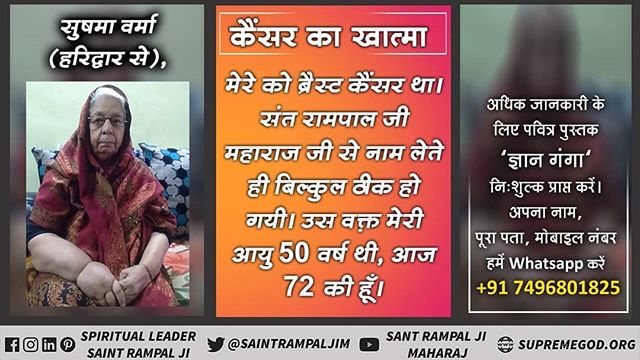 सुषमा वर्मा
(हरिद्वार से),
कैंसर का खात्मा
मेरे को ब्रैस्ट कैंसर था।
संत रामपाल जी
महाराज जी से नाम लेते
ही बिल्कुल ठीक हो
गयी। उस वक़्त मेरी
आयु 50 वर्ष थी, आज
72 की हूँ।
अधिक जानकारी के
लिए पवित्र पुस्तक
‘ज्ञान गंगा‘
निःशुल्क प्राप्त करें।
अपना नाम,
पूरा पता, मोबाइल नंबर
हमें Whatsapp करें
+91 7496801825
SPIRITUAL LEADER
SAINT RAMPAL JI
@SAINTRAMPALJIM
SANT RAMPAL JI
MAHARAJ
SUPREMEGOD.ORG